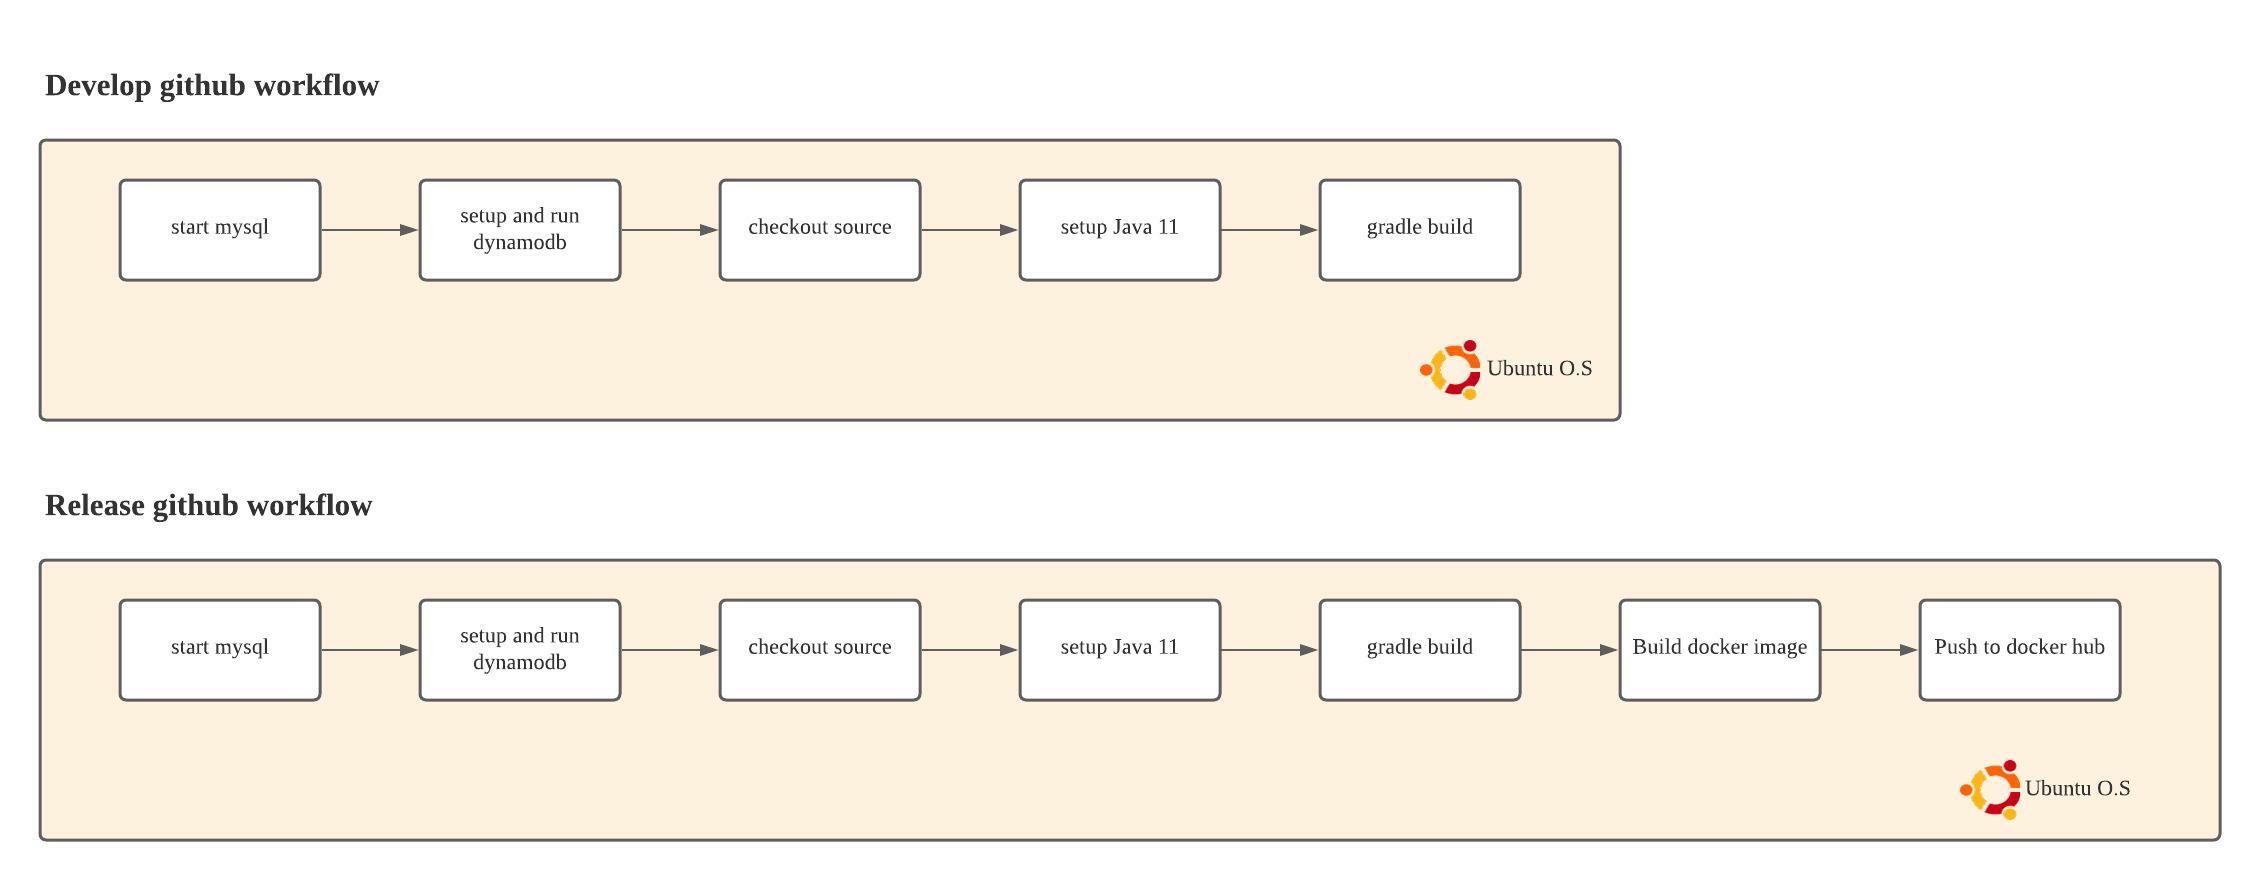 Develop github workflow
start mysql
setup and run
dynamodb
checkout source
setup Java 11
gradle build
Ubuntu O.S
Release github workflow
start mysql
setup and run
dynamodb
checkout source
setup Java 11
gradle build
Build docker image
Push to docker hub
Ubuntu O.S